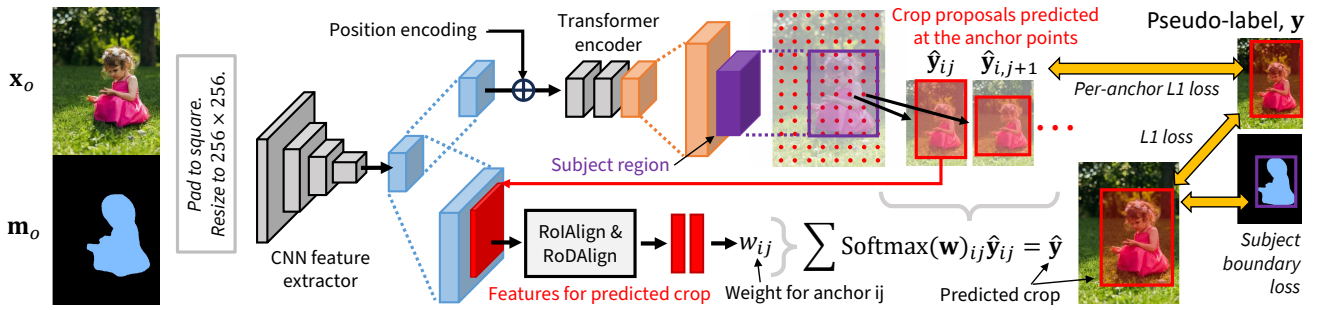 x_o
m_o
Pad to square.
Resize to 256 × 256.
CNN feature
extractor
Position encoding
Transformer
encoder
Subject region
Crop proposals predicted
at the anchor points
ŷ_ij
ŷ_i,j+1
Pseudo-label, y
Per-anchor L1 loss
L1 loss
RoIAlign &
RoDAlign
Features for predicted crop
w_ij
Weight for anchor ij
∑ Softmax(w)_ij ŷ_ij = ŷ
Predicted crop
Subject
boundary
loss